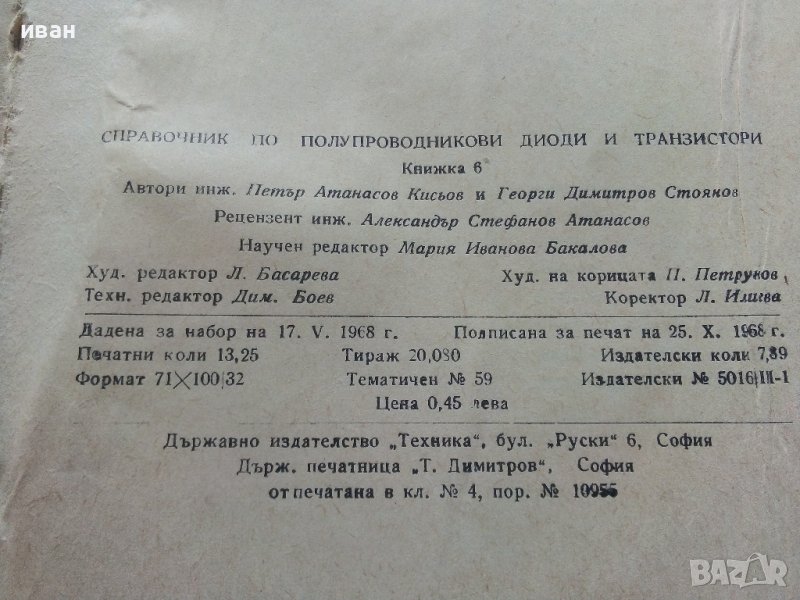 иван
СПРАВОЧНИК ПО ПОЛУПРОВОДНИКОВИ ДИОДИ И ТРАНЗИСТОРИ
Книжка 6
Автори инж. Петър Атанасов Кисьов и Георги Димитров Стоянов
Рецензент инж. Александър Стефанов Атанасов
Научен редактор Мария Иванова Бакалова
Худ. редактор Л. Басарева Худ. на корицата П. Петрунов
Техн. редактор Дим. Боев Коректор Л. Илиева
Дадена за набор на 17. V. 1968 г. Подписана за печат на 25. X. 1968 г.
Печатни коли 13,25 Тираж 20,080 Издателски коли 7,89
Формат 71×100/32 Тематичен № 59 Издателски № 5016/III-1
Цена 0,45 лева
Държавно издателство „Техника“, бул. „Руски“ 6, София
Държ. печатница „Т. Димитров“, София
отпечатана в кл. № 4, пор. № 10955
BAZAR